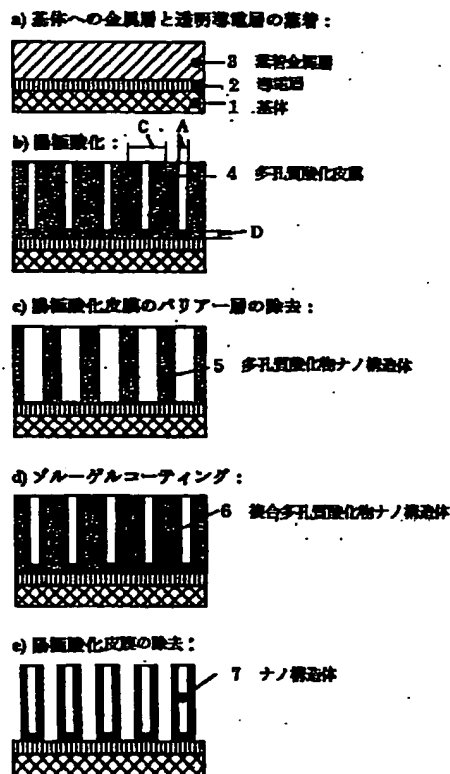 a) 基体への金属層と透明導電層の蒸着：
3 蒸着金属層
2 導電層
1 基体
b) 陽極酸化：
C
A
4 多孔質酸化皮膜
D
c) 陽極酸化皮膜のバリアー層の除去：
5 多孔質酸化物ナノ構造体
d) ゾルーゲルコーティング：
6 複合多孔質酸化物ナノ構造体
e) 陽極酸化皮膜の除去：
7 ナノ構造体